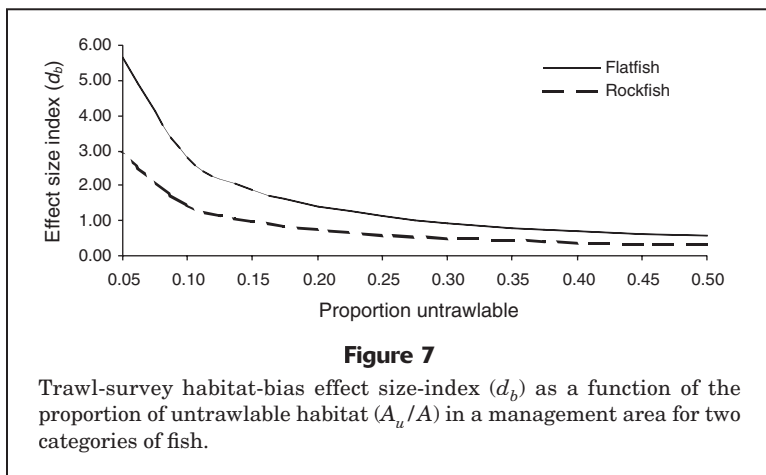 6.00
5.00
4.00
3.00
2.00
1.00
0.00
Effect size index (d_b)
Flatfish
Rockfish
0.05 0.10 0.15 0.20 0.25 0.30 0.35 0.40 0.45 0.50
Proportion untrawlable
Figure 7
Trawl-survey habitat-bias effect size-index (d_b) as a function of the
proportion of untrawlable habitat (A_u/A) in a management area for two
categories of fish.